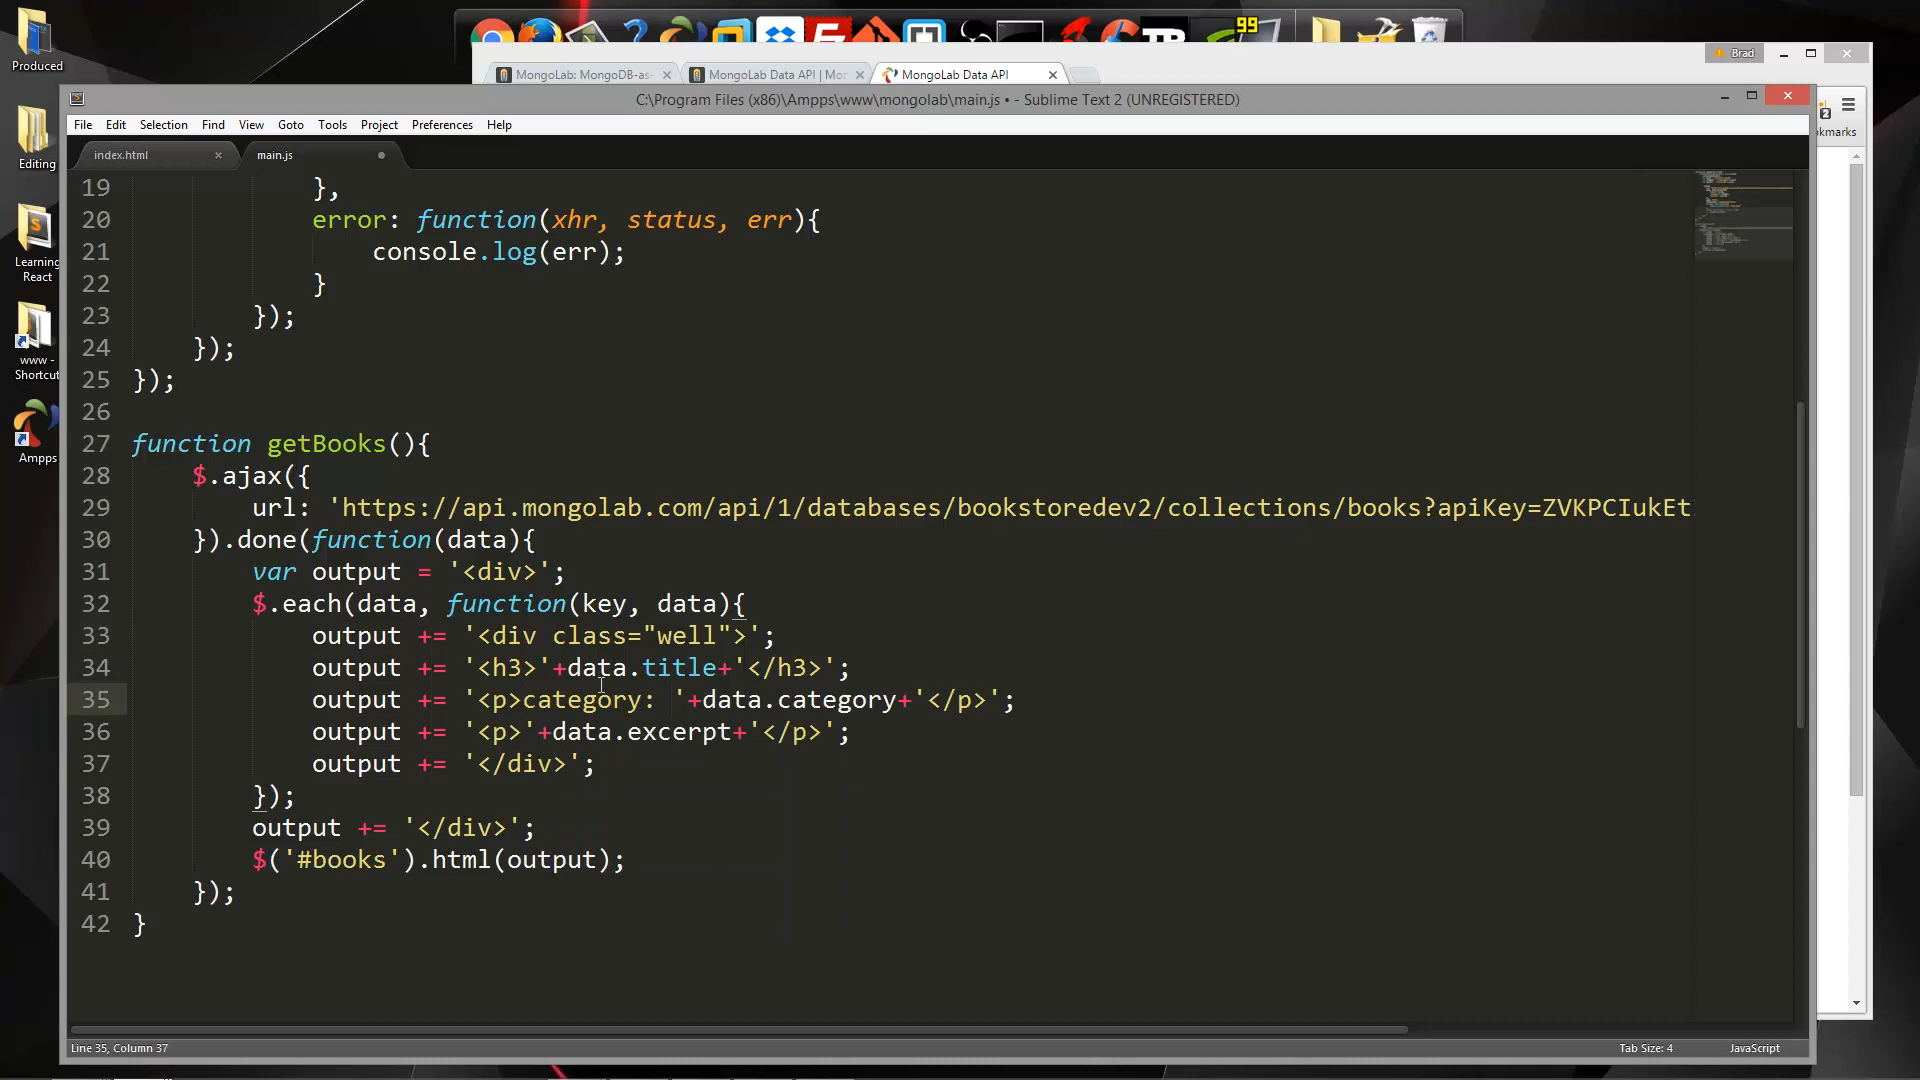 Produced
Editing
Learning
React
www -
Shortcut
Ampps
99
Brad
MongoLab: MongoDB-as-
MongoLab Data API | Mon
MongoLab Data API
C:\Program Files (x86)\Ampps\www\mongolab\main.js • - Sublime Text 2 (UNREGISTERED)
File Edit Selection Find View Goto Tools Project Preferences Help
kmarks
index.html
main.js
19 },
20 error: function(xhr, status, err){
21 console.log(err);
22 }
23 });
24 });
25 });
26
27 function getBooks(){
28 $.ajax({
29 url: 'https://api.mongolab.com/api/1/databases/bookstoredev2/collections/books?apiKey=ZVKPCIukEt
30 }).done(function(data){
31 var output = '<div>';
32 $.each(data, function(key, data){
33 output += '<div class="well">';
34 output += '<h3>'+data.title+'</h3>';
35 output += '<p>category: '+data.category+'</p>';
36 output += '<p>'+data.excerpt+'</p>';
37 output += '</div>';
38 });
39 output += '</div>';
40 $('#books').html(output);
41 });
42 }
Line 35, Column 37
Tab Size: 4
JavaScript